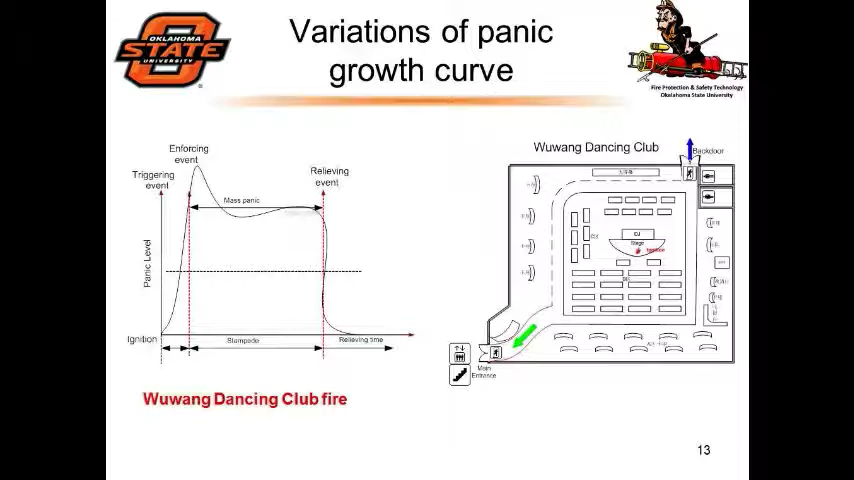 OKLAHOMA
STATE
UNIVERSITY
Variations of panic
growth curve
Fire Protection & Safety Technology
Okalahoma State University
Enforcing
event
Triggering
event
Relieving
event
Mass panic
Panic Level
Ignition
Stampede
Relieving time
Wuwang Dancing Club fire
Wuwang Dancing Club
Backdoor
DJ
Stage
Ignition
Main
Entrance
13